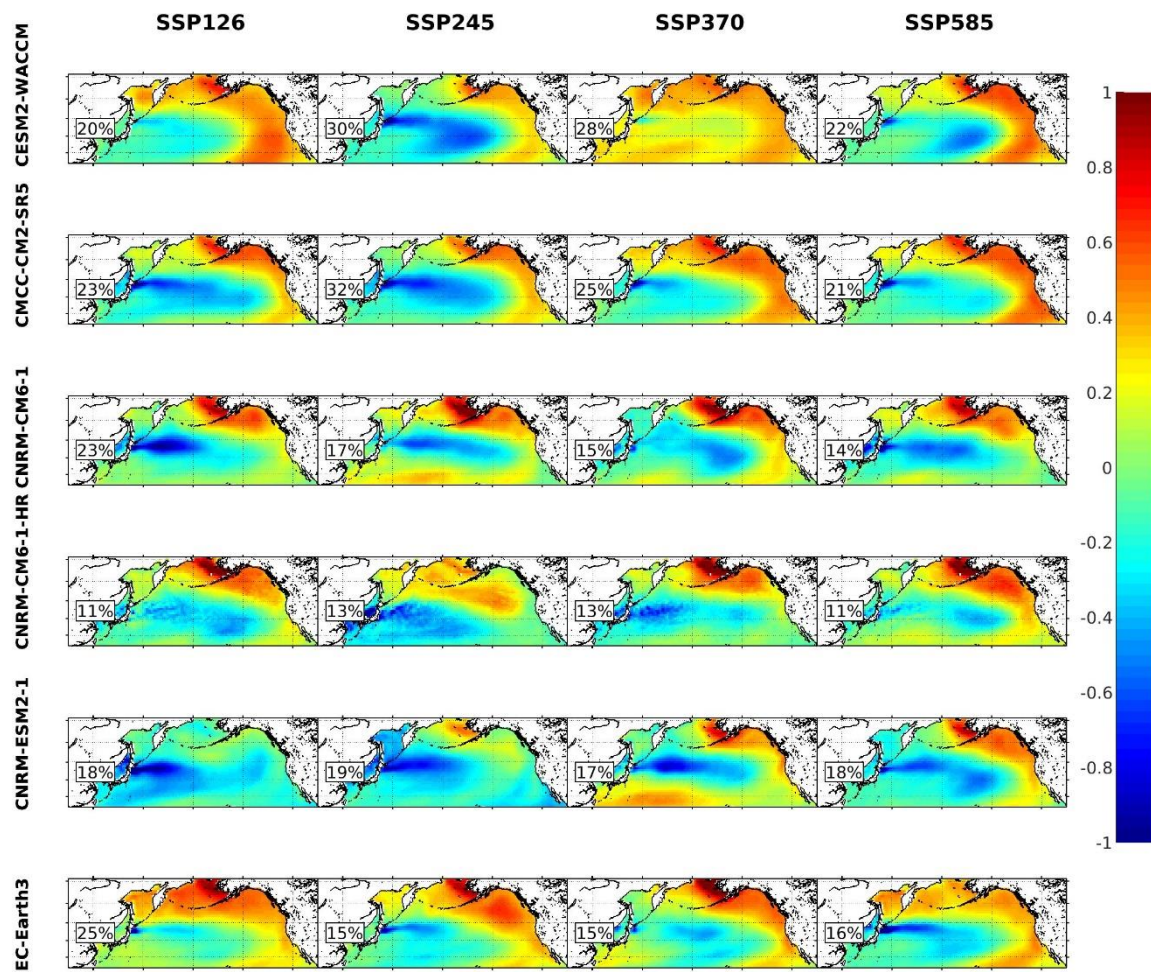 SSP126 SSP245 SSP370 SSP585
CESM2-WACCM
20% 30% 28% 22%
CMCC-CM2-SR5
23% 32% 25% 21%
CNRM-CM6-1
23% 17% 15% 14%
CNRM-CM6-1-HR
11% 13% 13% 11%
CNRM-ESM2-1
18% 19% 17% 18%
EC-Earth3
25% 15% 15% 16%
1
0.8
0.6
0.4
0.2
0
-0.2
-0.4
-0.6
-0.8
-1